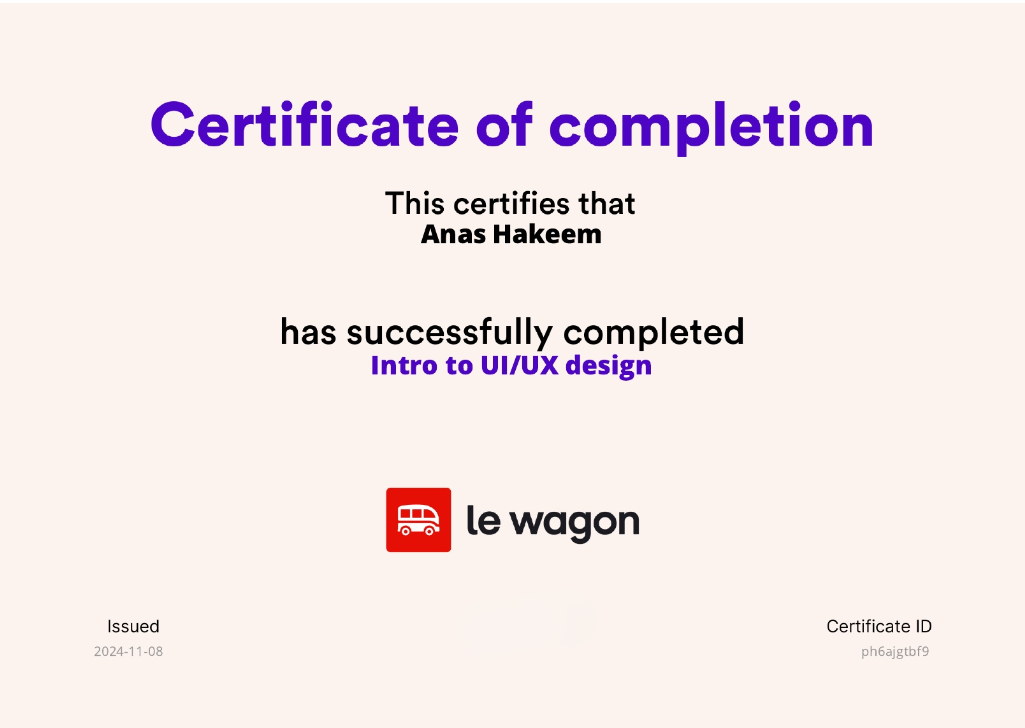 Certificate of completion
This certifies that
Anas Hakeem
has successfully completed
Intro to UI/UX design
le wagon
Issued
2024-11-08
Certificate ID
ph6ajgtbf9